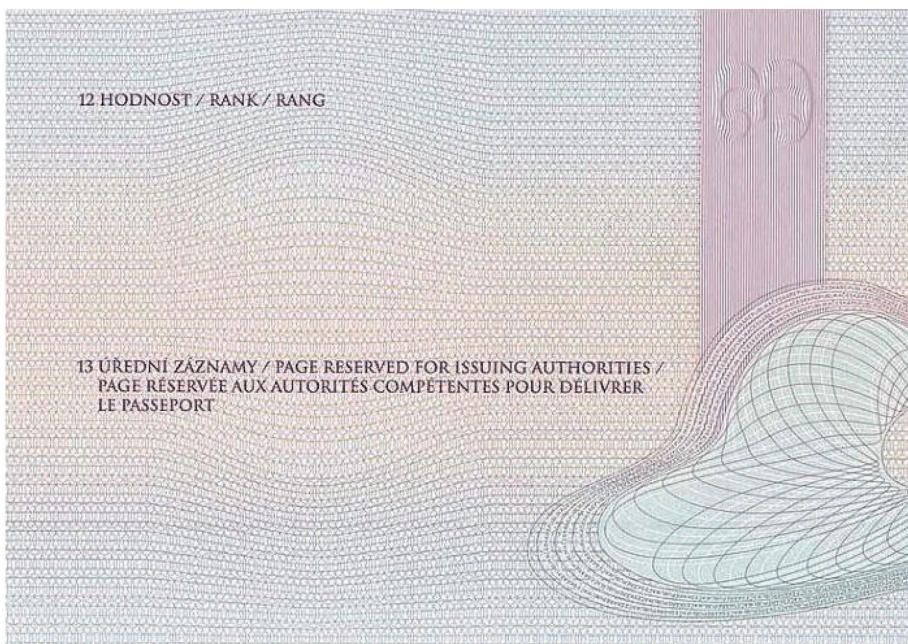 12 HODNOST / RANK / RANG
13 ÚŘEDNÍ ZÁZNAMY / PAGE RESERVED FOR ISSUING AUTHORITIES /
PAGE RÉSERVÉE AUX AUTORITÉS COMPÉTENTES POUR DÉLIVRER
LE PASSEPORT